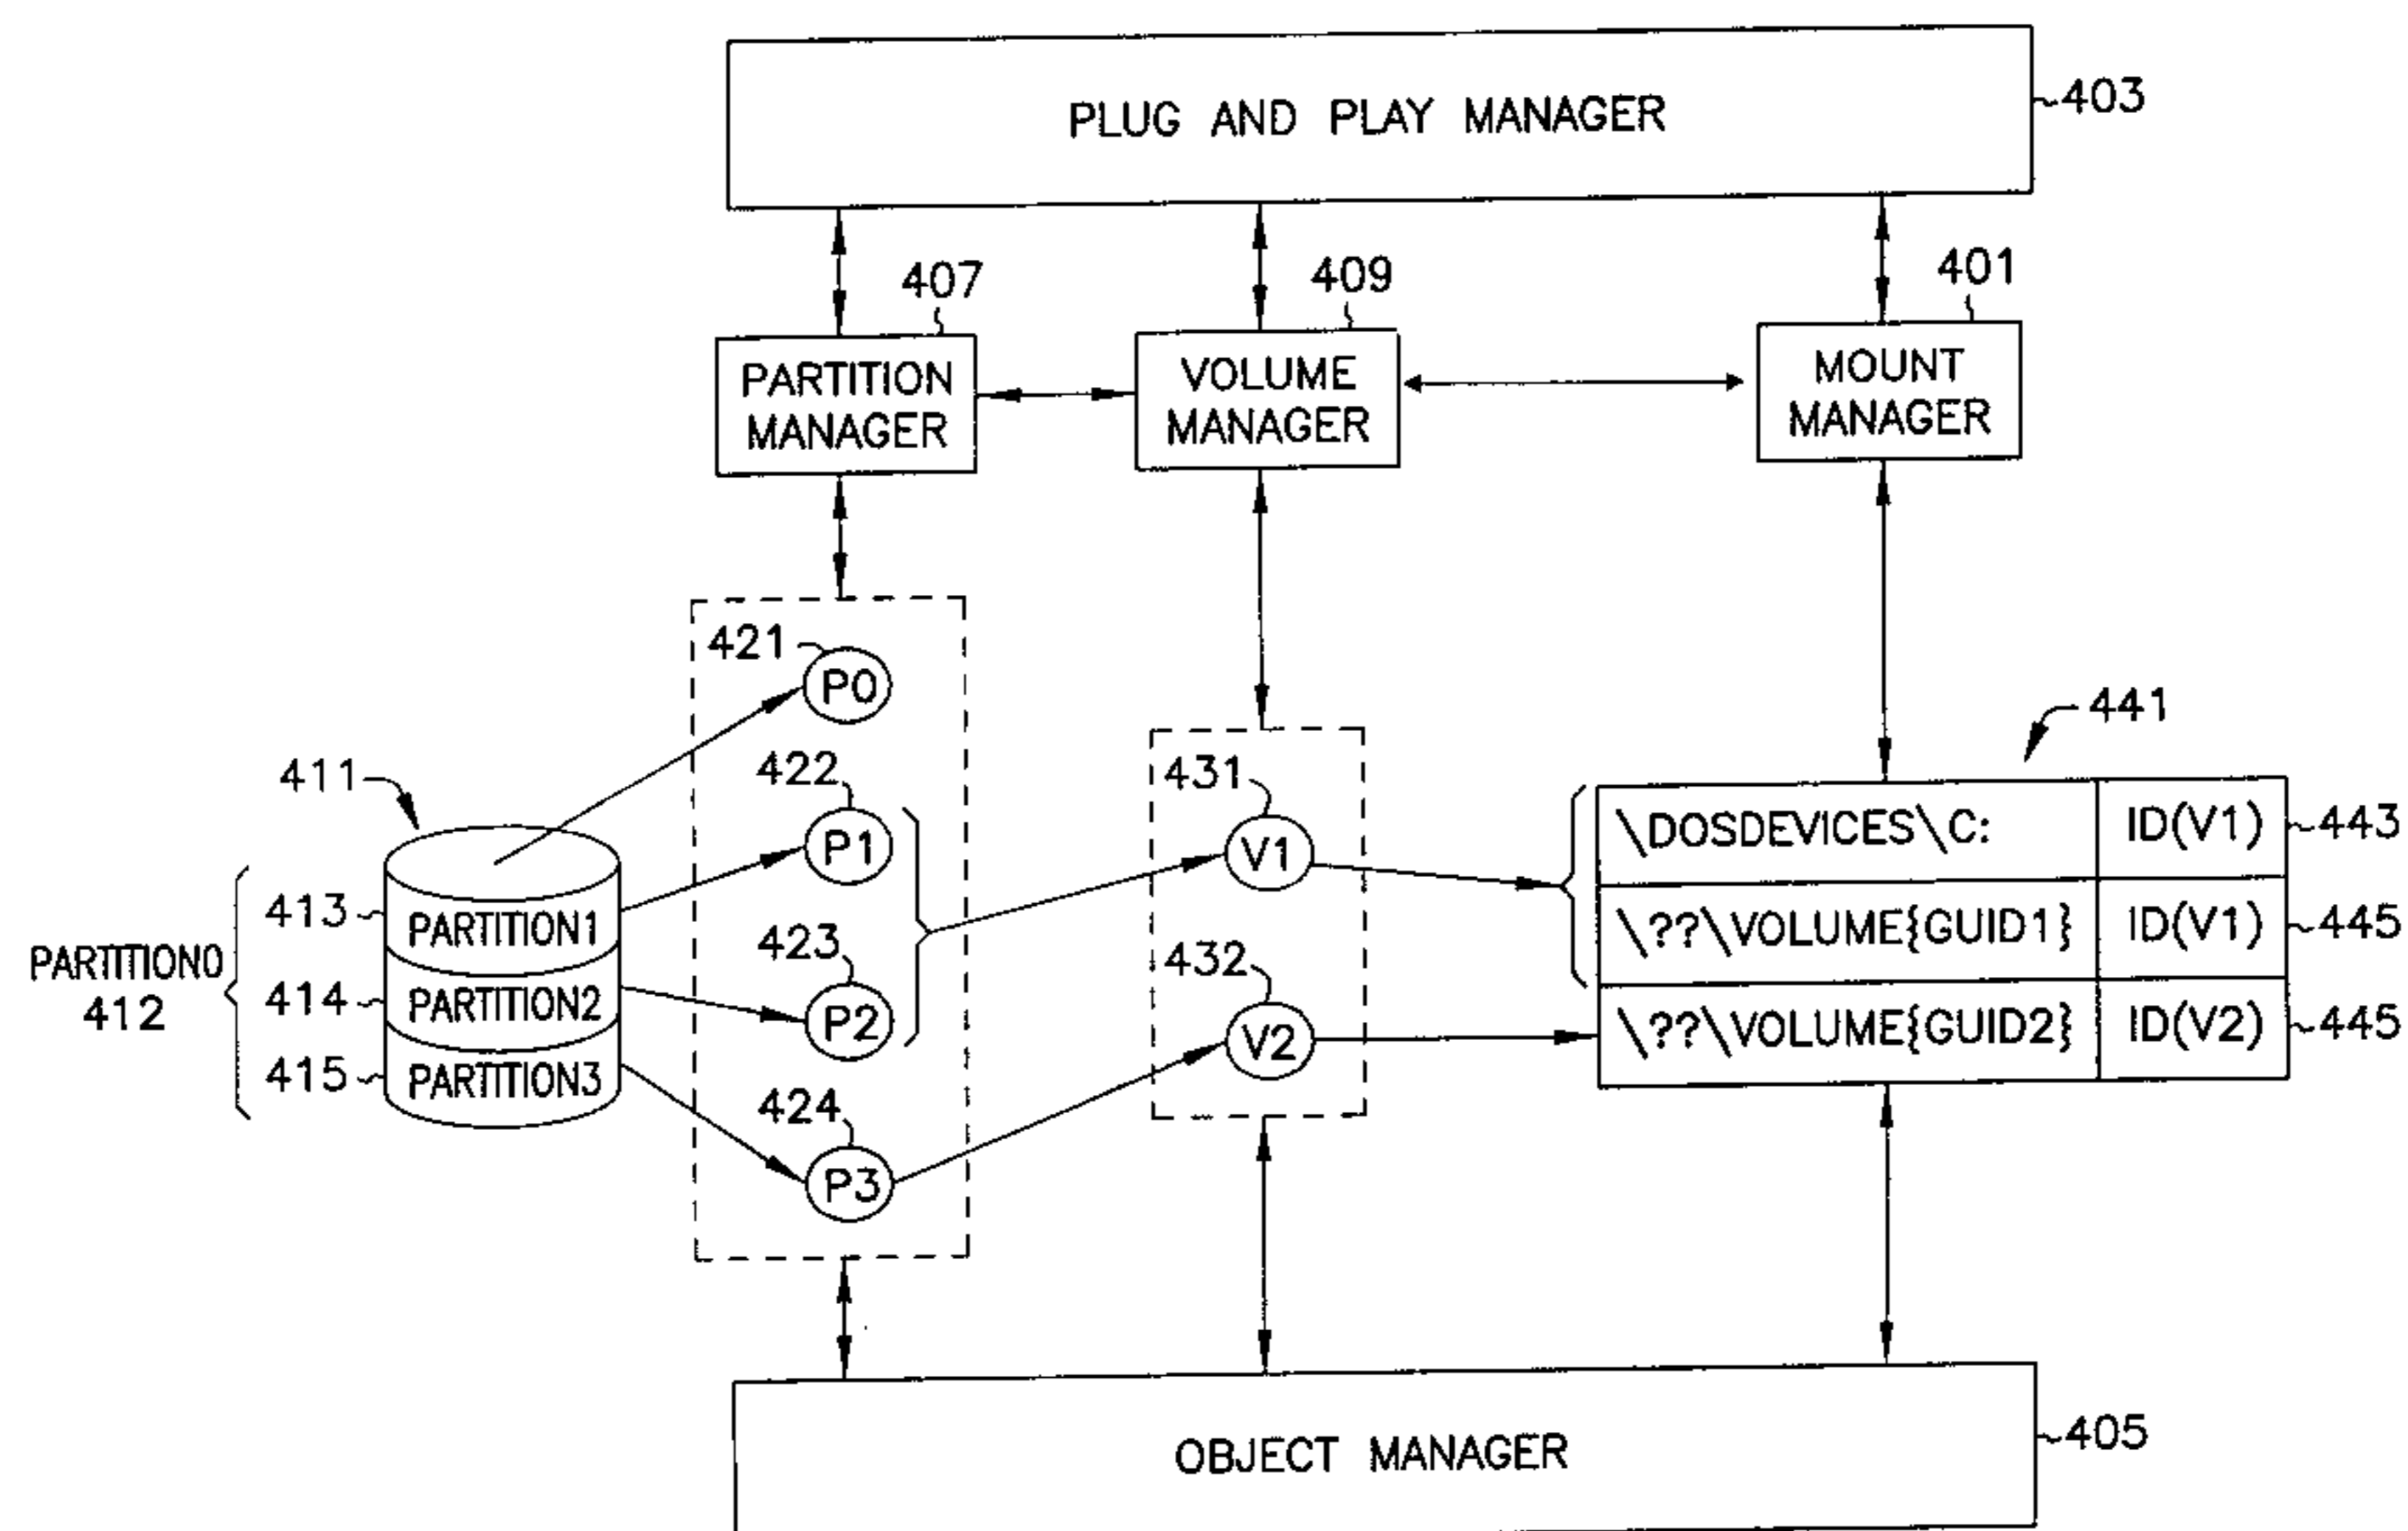 PLUG AND PLAY MANAGER
403
407
409
401
PARTITION
MANAGER
VOLUME
MANAGER
MOUNT
MANAGER
421
P0
441
411
422
P1
431
V1
\DOSDEVICES\C: ID(V1) 443
413
PARTITION1
423
P2
\??\VOLUME{GUID1} ID(V1) 445
PARTITION0
412
414
PARTITION2
432
V2
\??\VOLUME{GUID2} ID(V2) 445
415
PARTITION3
424
P3
OBJECT MANAGER
405